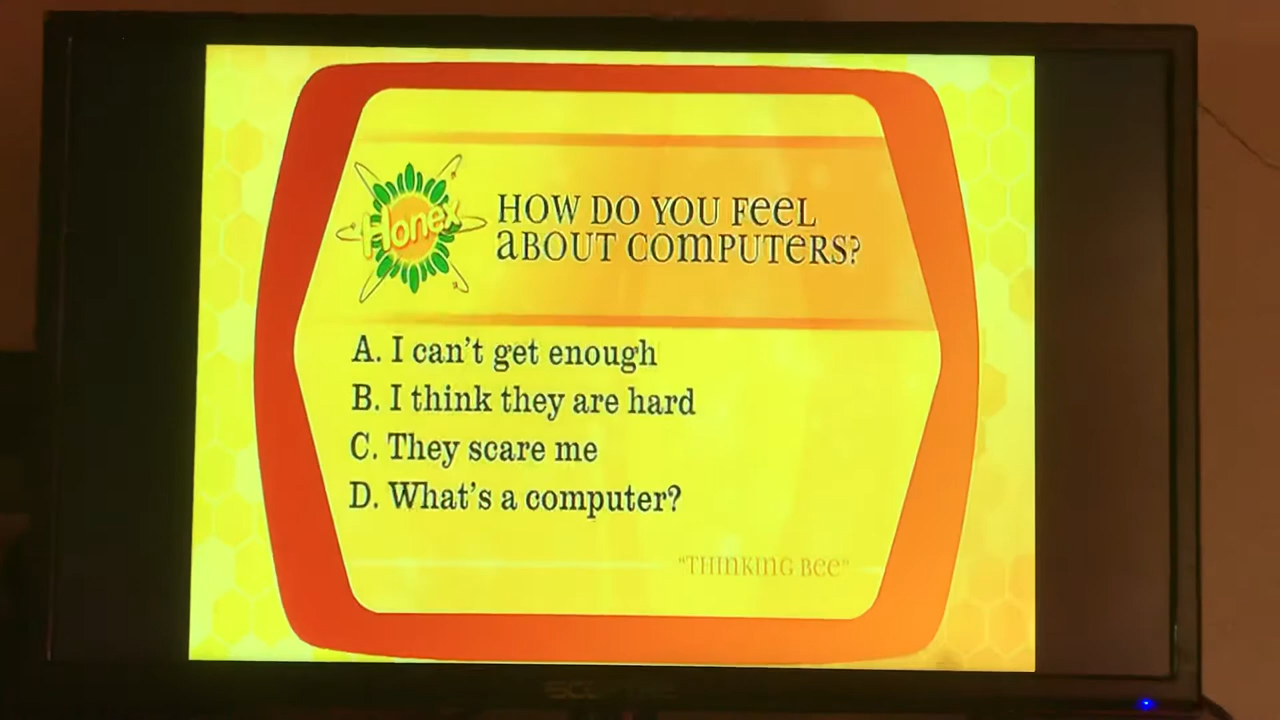 Honex
HOW DO YOU FEEL
ABOUT COMPUTERS?
A. I can't get enough
B. I think they are hard
C. They scare me
D. What's a computer?
"THINKING BEE"
SCEPTRE